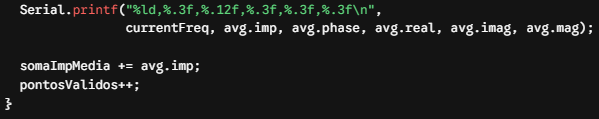 Serial.printf("%ld,%.3f,%.12f,%.3f,%.3f,%.3f\n",
currentFreq, avg.imp, avg.phase, avg.real, avg.imag, avg.mag);
somaImpMedia += avg.imp;
pontosValidos++;
}